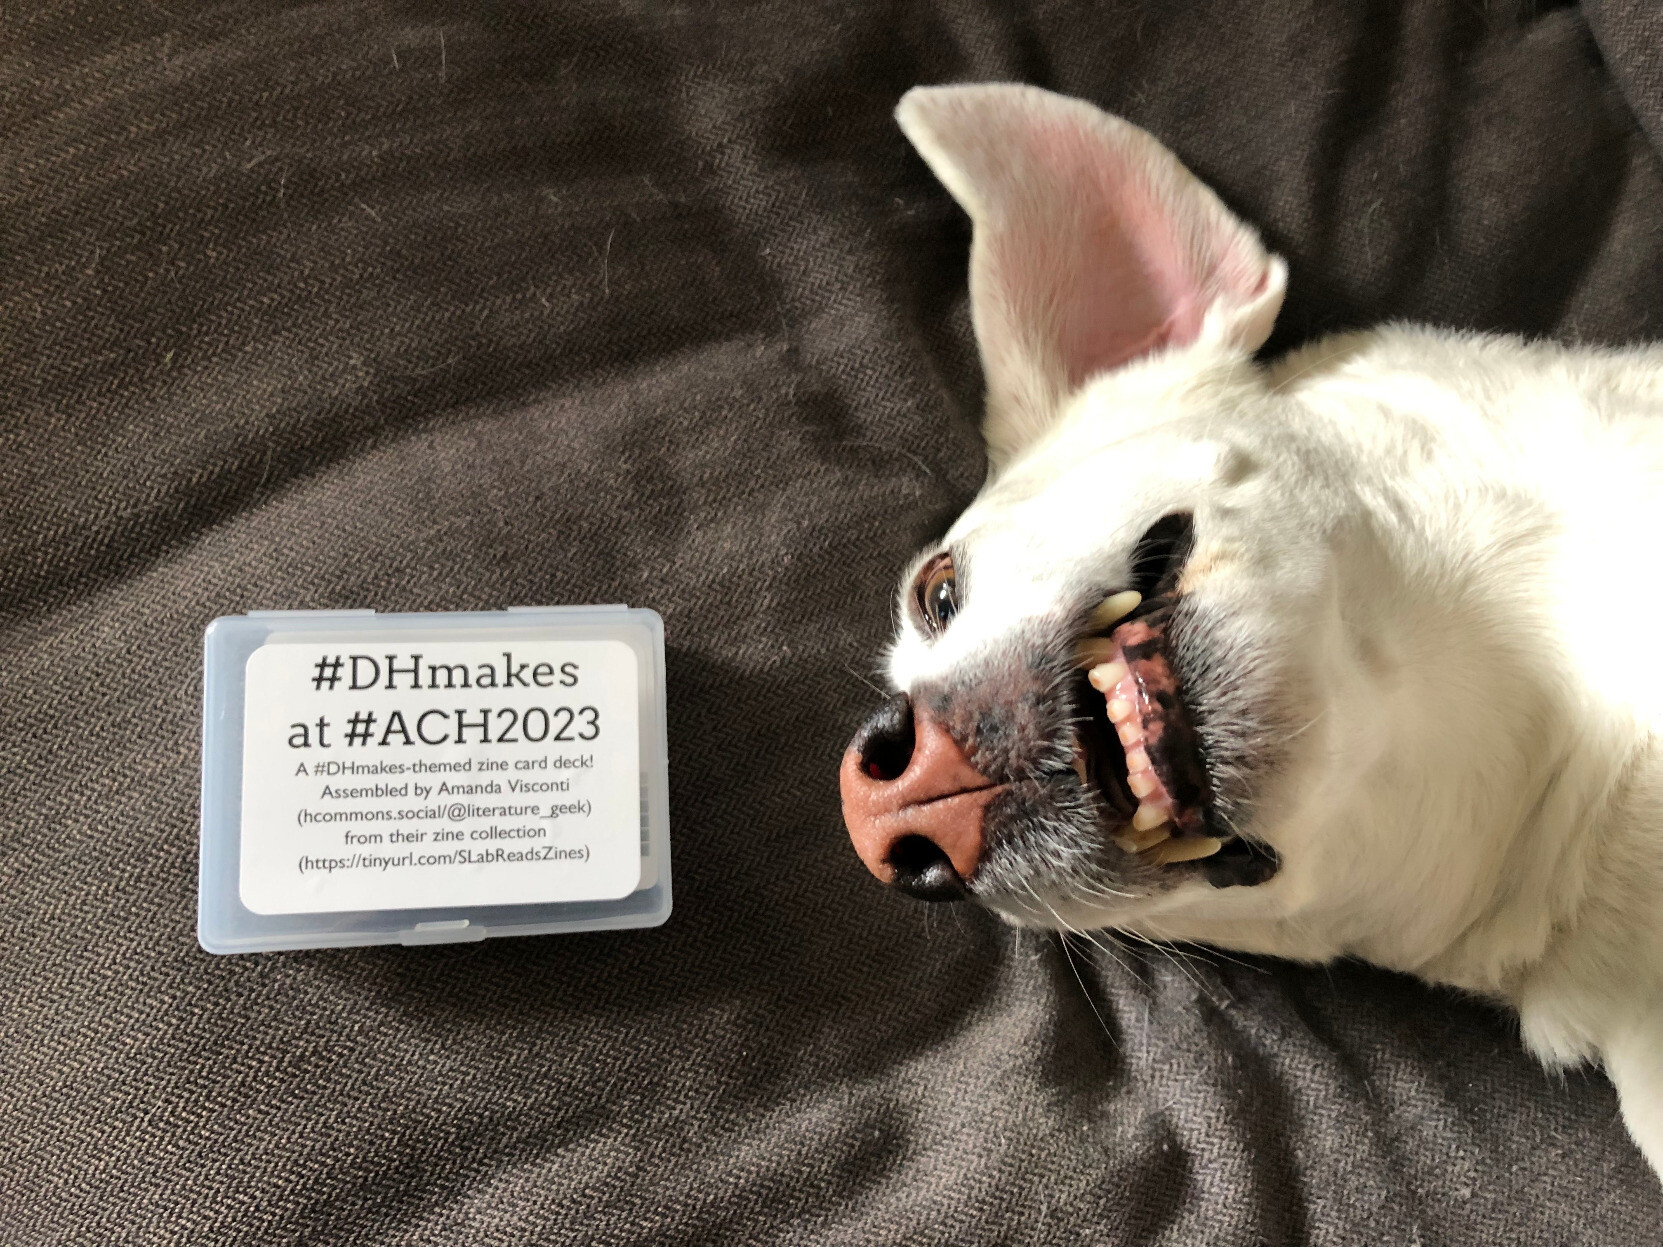 #DHmakes
at #ACH2023
A #DHmakes-themed zine card deck!
Assembled by Amanda Visconti
(hcommons.social/@literature_geek)
from their zine collection
(https://tinyurl.com/SLabReadsZines)